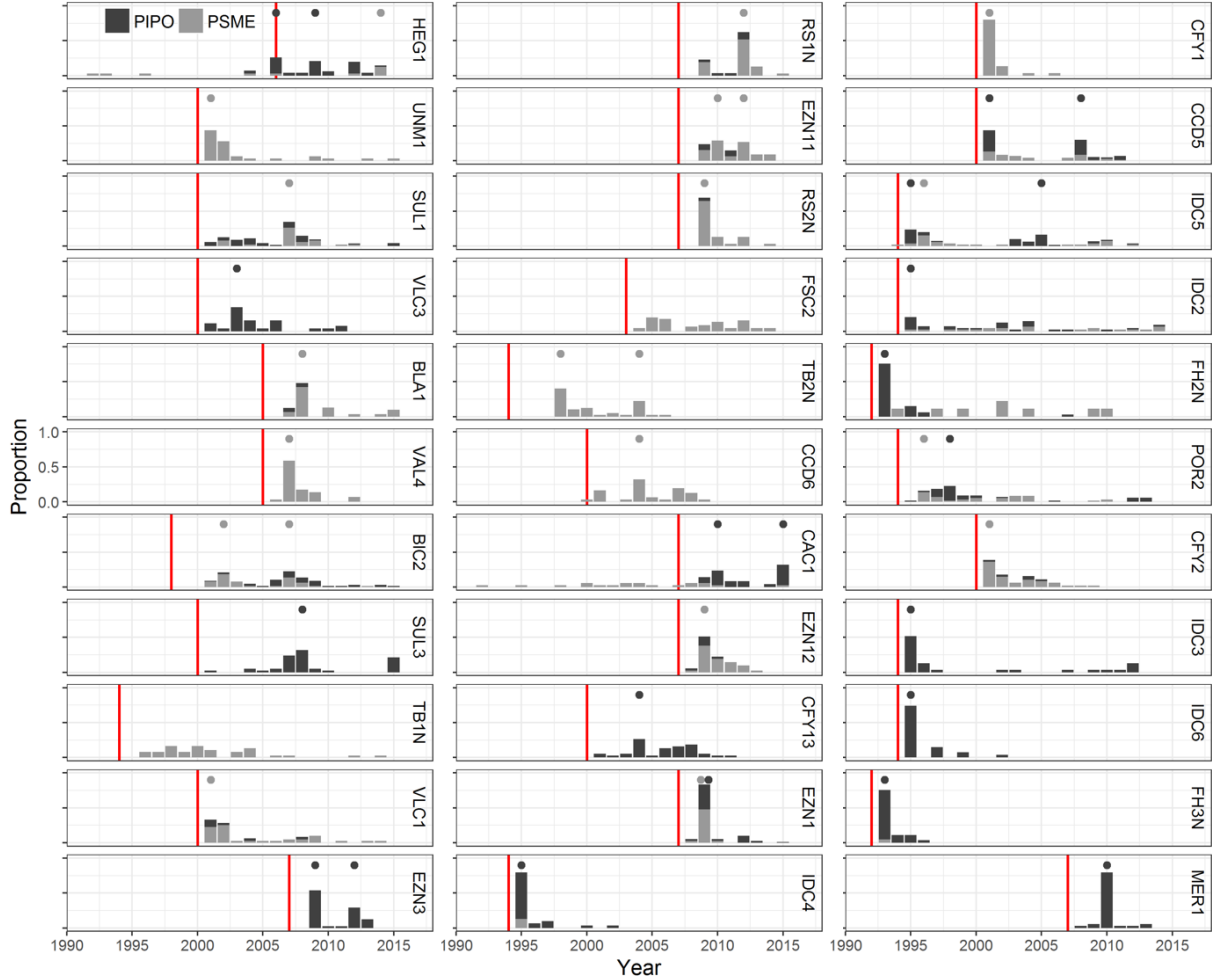 PIPO PSME
HEG1
RS1N
CFY1
UNM1
EZN11
CCD5
SUL1
RS2N
IDC5
VLC3
FSC2
IDC2
BLA1
TB2N
FH2N
VAL4
CCD6
POR2
1.0
0.5
0.0
Proportion
BIC2
CAC1
CFY2
SUL3
EZN12
IDC3
TB1N
CFY13
IDC6
VLC1
EZN1
FH3N
EZN3
IDC4
MER1
1990 1995 2000 2005 2010 2015 1990 1995 2000 2005 2010 2015 1990 1995 2000 2005 2010 2015
Year